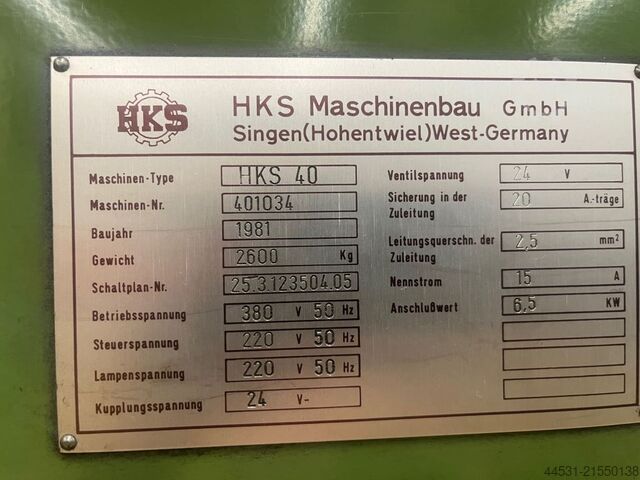 HKS
HKS Maschinenbau GmbH
Singen(Hohentwiel)West-Germany
Maschinen-Type HKS 40
Maschinen-Nr. 401034
Baujahr 1981
Gewicht 2600 Kg
Schaltplan-Nr. 25.3.123504.05
Betriebsspannung 380 V 50 Hz
Steuerspannung 220 V 50 Hz
Lampenspannung 220 V 50 Hz
Kupplungsspannung 24 V-
Ventilspannung 24 V
Sicherung in der
Zuleitung 20 A.-träge
Leitungsquerschn. der
Zuleitung 2,5 mm²
Nennstrom 15 A
Anschlußwert 6,5 KW
44531-21550138